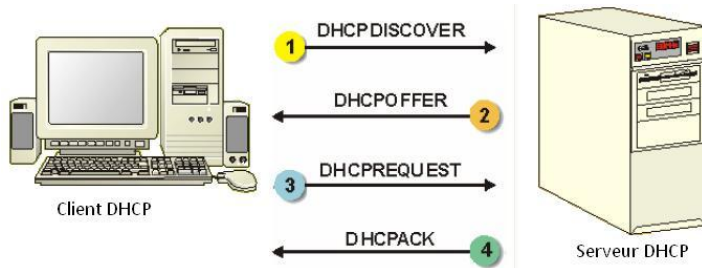 1 DHCPDISCOVER
DHCPOFFER 2
3 DHCPREQUEST
DHCPACK 4
Client DHCP
Serveur DHCP